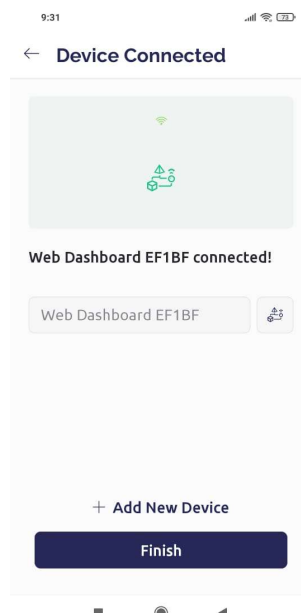 9:31
73
Device Connected
Web Dashboard EF1BF connected!
Web Dashboard EF1BF
+ Add New Device
Finish